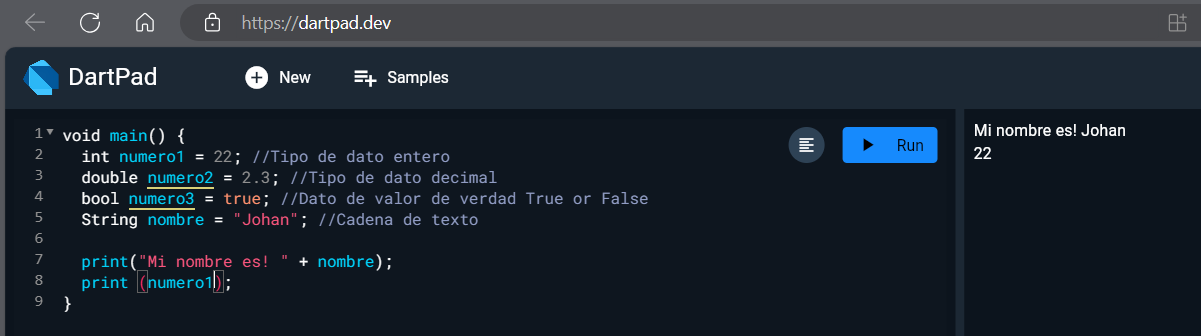 https://dartpad.dev
DartPad
New
Samples
1 void main() {
2 int numero1 = 22; //Tipo de dato entero
3 double numero2 = 2.3; //Tipo de dato decimal
4 bool numero3 = true; //Dato de valor de verdad True or False
5 String nombre = "Johan"; //Cadena de texto
6
7 print("Mi nombre es! " + nombre);
8 print (numero1);
9 }
Run
Mi nombre es! Johan
22